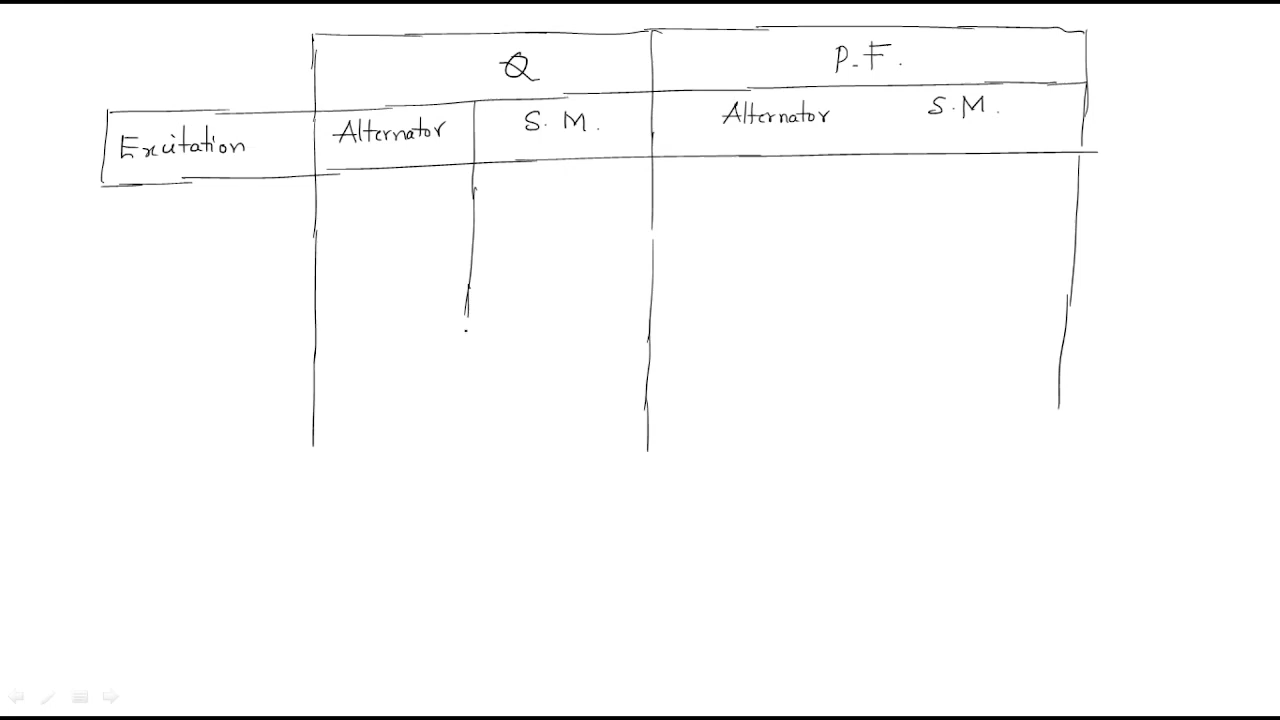 Q P.F.
Excitation Alternator S.M. Alternator S.M.